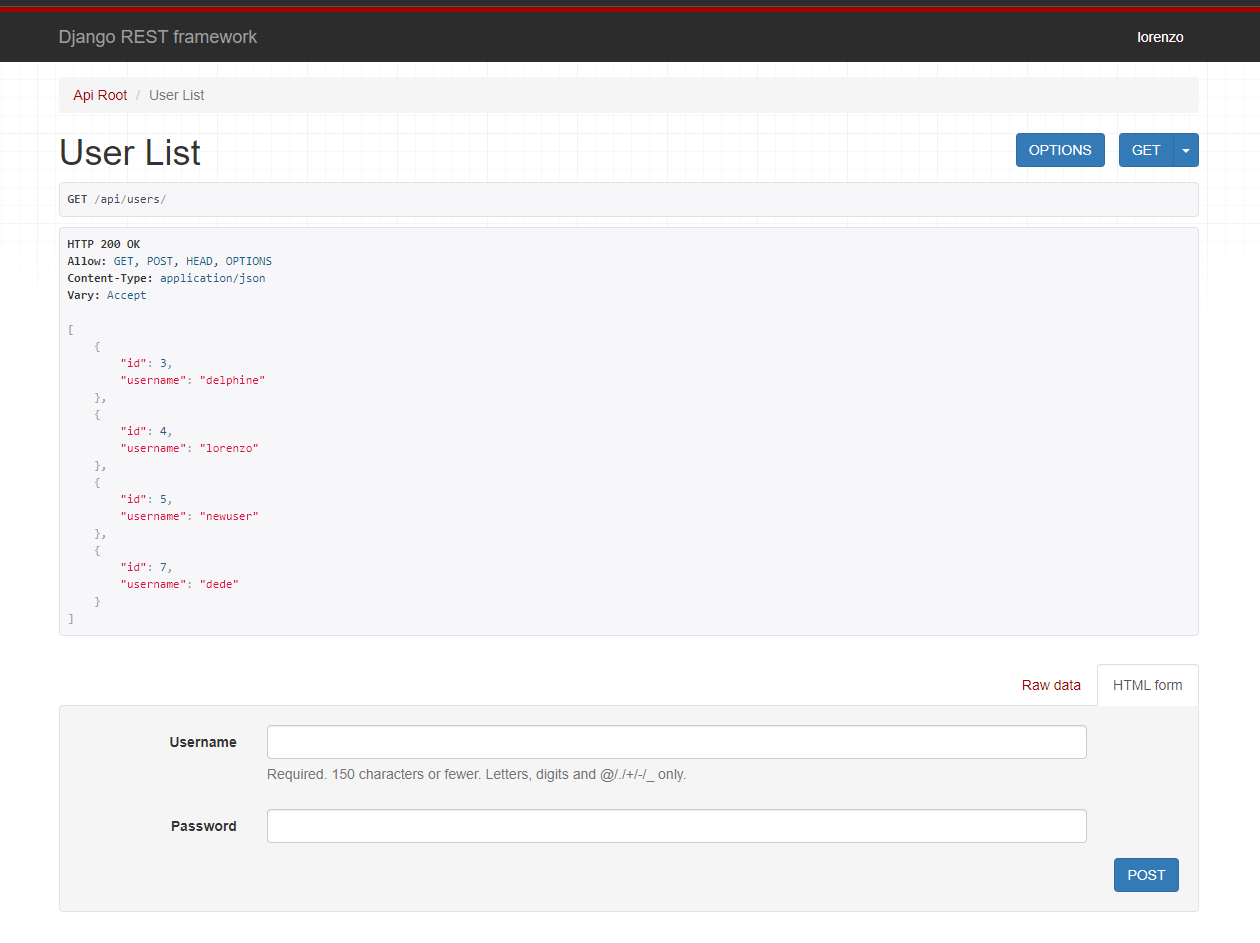 Django REST framework
lorenzo
Api Root / User List
User List
OPTIONS
GET
GET /api/users/
HTTP 200 OK
Allow: GET, POST, HEAD, OPTIONS
Content-Type: application/json
Vary: Accept
[
    {
        "id": 3,
        "username": "delphine"
    },
    {
        "id": 4,
        "username": "lorenzo"
    },
    {
        "id": 5,
        "username": "newuser"
    },
    {
        "id": 7,
        "username": "dede"
    }
]
Raw data
HTML form
Username
Required. 150 characters or fewer. Letters, digits and @/./+/-/_ only.
Password
POST